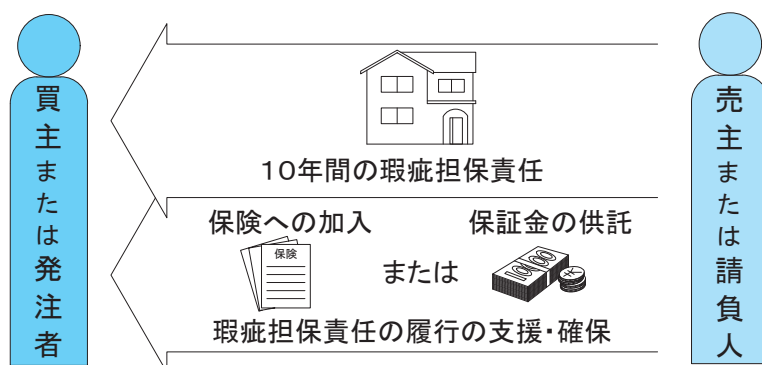 買主または発注者
10年間の瑕疵担保責任
売主または請負人
保険への加入
保証金の供託
保険
または
100 00
¥
瑕疵担保責任の履行の支援・確保